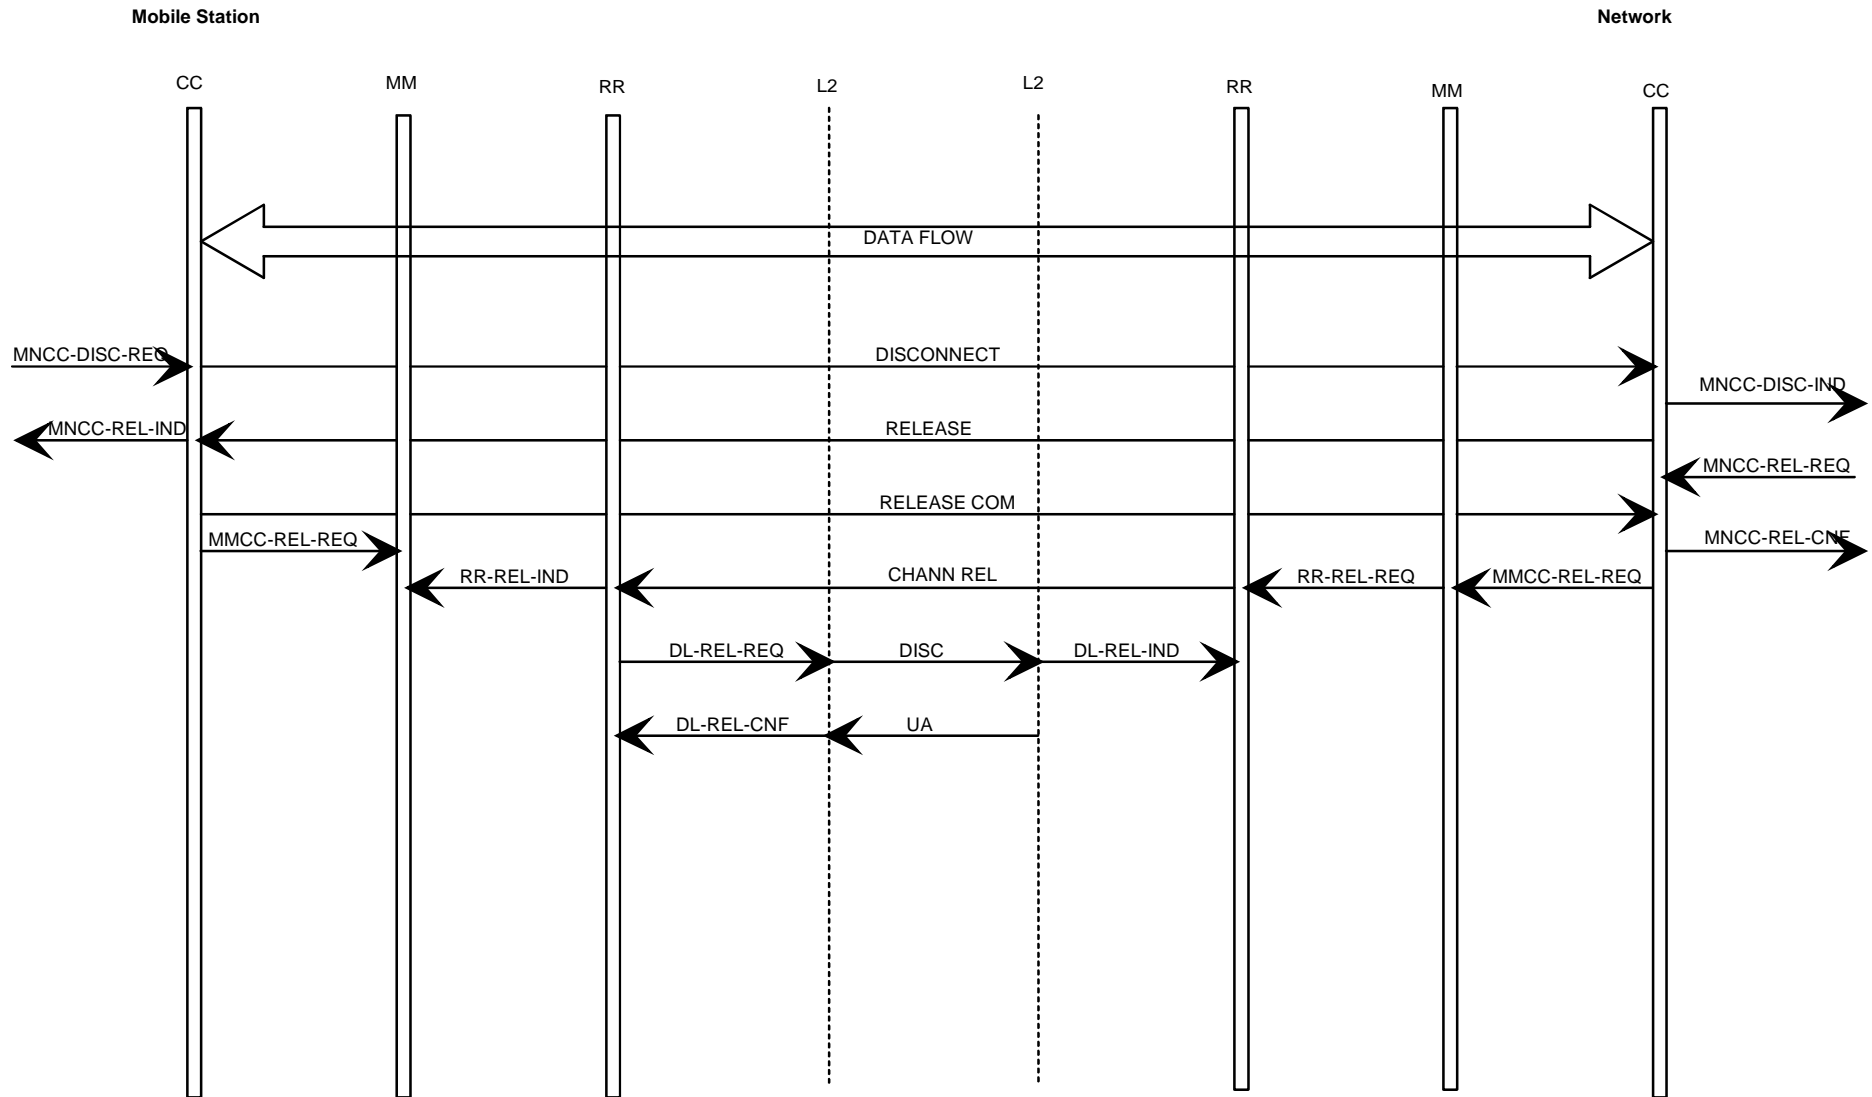 Mobile Station
Network
CC
MM
RR
L2
L2
RR
MM
CC
DATA FLOW
MNCC-DISC-REQ
DISCONNECT
MNCC-DISC-IND
MNCC-REL-IND
RELEASE
MNCC-REL-REQ
RELEASE COM
MMCC-REL-REQ
MNCC-REL-CNF
RR-REL-IND
CHANN REL
RR-REL-REQ
MMCC-REL-REQ
DL-REL-REQ
DISC
DL-REL-IND
DL-REL-CNF
UA